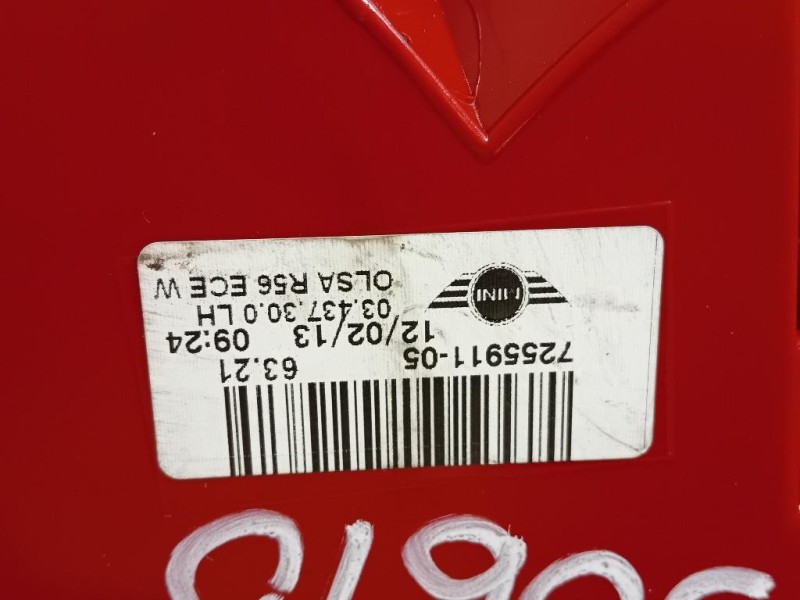 7255911-05 63.21
12/02/13 09:24
03.437.30.0 LH
MINI
OLSA R56 ECE W